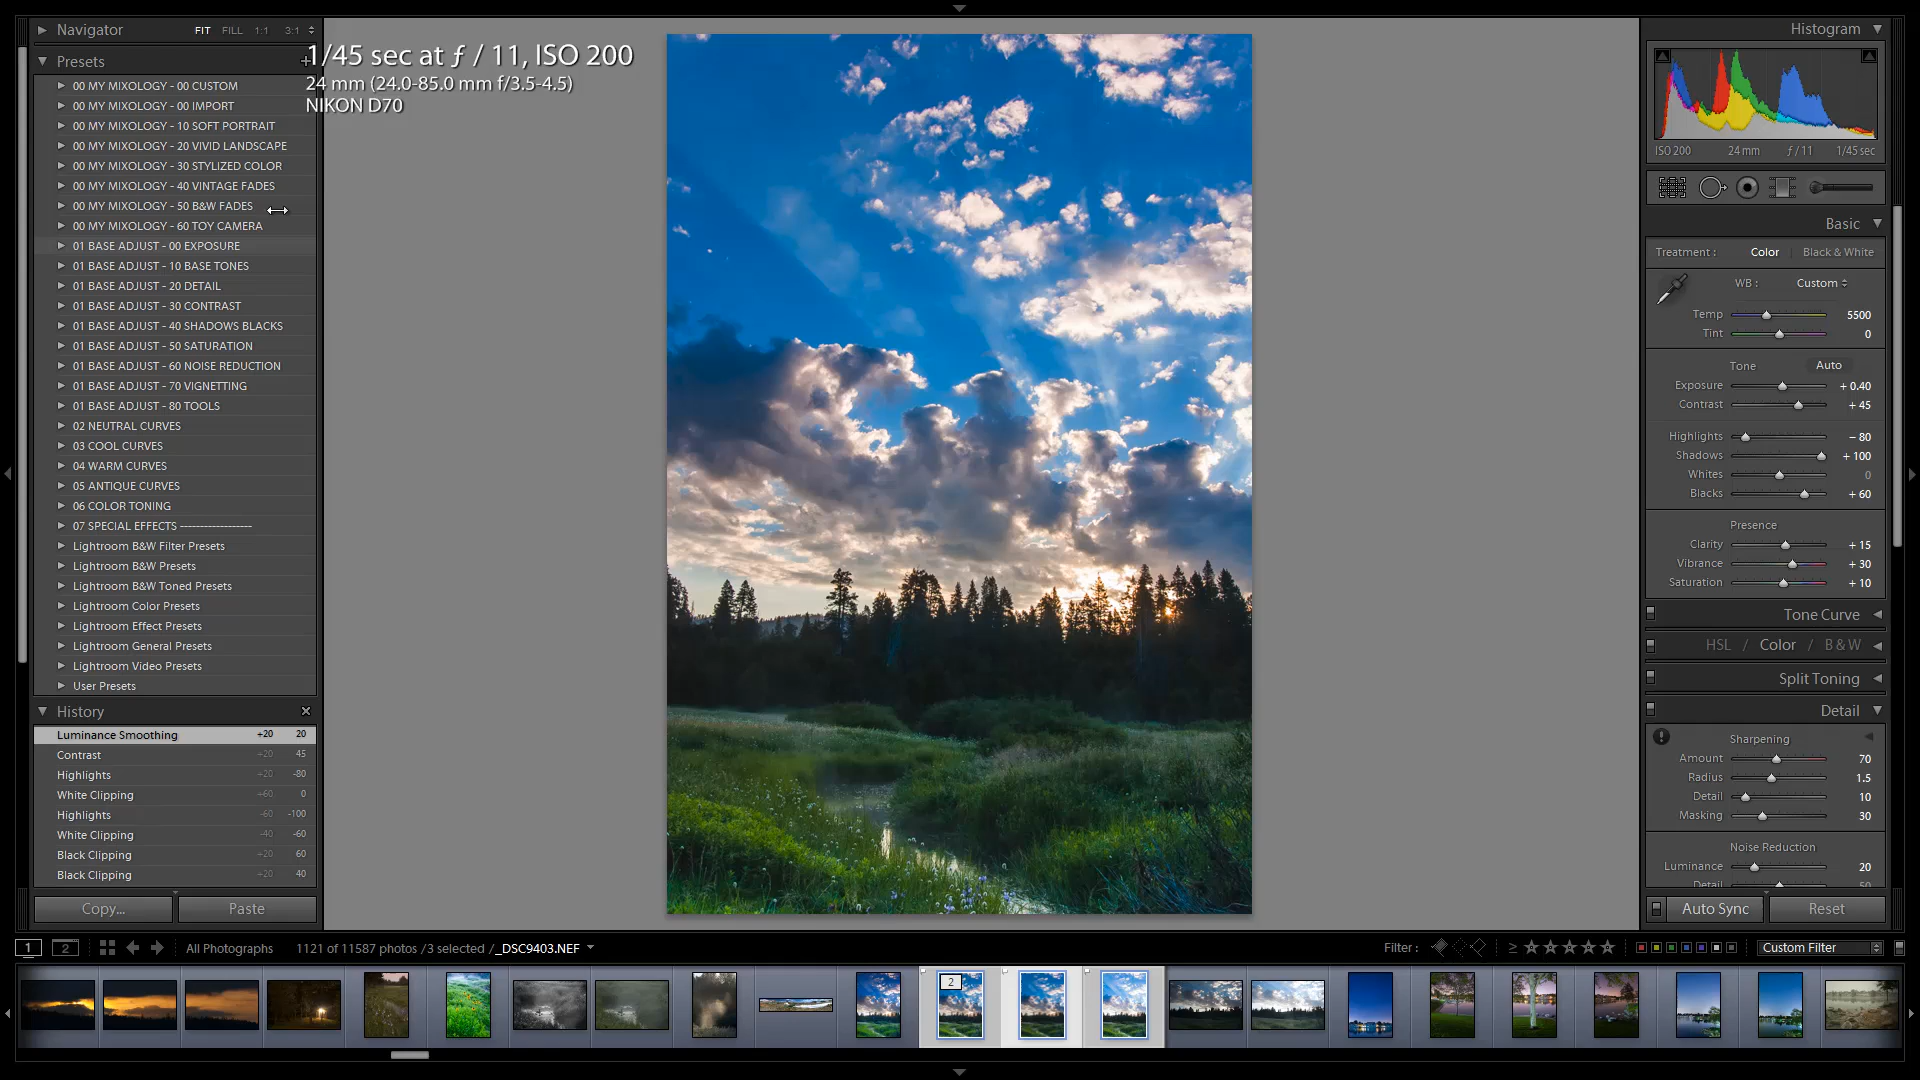 Navigator FIT FILL 1:1 3:1
Presets +
00 MY MIXOLOGY - 00 CUSTOM
00 MY MIXOLOGY - 00 IMPORT
00 MY MIXOLOGY - 10 SOFT PORTRAIT
00 MY MIXOLOGY - 20 VIVID LANDSCAPE
00 MY MIXOLOGY - 30 STYLIZED COLOR
00 MY MIXOLOGY - 40 VINTAGE FADES
00 MY MIXOLOGY - 50 B&W FADES
00 MY MIXOLOGY - 60 TOY CAMERA
01 BASE ADJUST - 00 EXPOSURE
01 BASE ADJUST - 10 BASE TONES
01 BASE ADJUST - 20 DETAIL
01 BASE ADJUST - 30 CONTRAST
01 BASE ADJUST - 40 SHADOWS BLACKS
01 BASE ADJUST - 50 SATURATION
01 BASE ADJUST - 60 NOISE REDUCTION
01 BASE ADJUST - 70 VIGNETTING
01 BASE ADJUST - 80 TOOLS
02 NEUTRAL CURVES
03 COOL CURVES
04 WARM CURVES
05 ANTIQUE CURVES
06 COLOR TONING
07 SPECIAL EFFECTS ------------------
Lightroom B&W Filter Presets
Lightroom B&W Presets
Lightroom B&W Toned Presets
Lightroom Color Presets
Lightroom Effect Presets
Lightroom General Presets
Lightroom Video Presets
User Presets
History
Luminance Smoothing +20 20
Contrast +20 45
Highlights +20 -80
White Clipping +60 0
Highlights -60 -100
White Clipping -40 -60
Black Clipping +20 60
Black Clipping +20 40
Copy... Paste
1/45 sec at ƒ / 11, ISO 200
24 mm (24.0-85.0 mm f/3.5-4.5)
NIKON D70
Histogram
ISO 200 24 mm ƒ / 11 1/45 sec
Basic
Treatment : Color Black & White
WB : Custom
Temp 5500
Tint 0
Tone Auto
Exposure + 0.40
Contrast + 45
Highlights – 80
Shadows + 100
Whites 0
Blacks + 60
Presence
Clarity + 15
Vibrance + 30
Saturation + 10
Tone Curve
HSL / Color / B & W
Split Toning
Detail
Sharpening
Amount 70
Radius 1.5
Detail 10
Masking 30
Noise Reduction
Luminance 20
Detail 50
Auto Sync Reset
1 2 All Photographs 1121 of 11587 photos /3 selected /_DSC9403.NEF Filter : ≥ Custom Filter
2